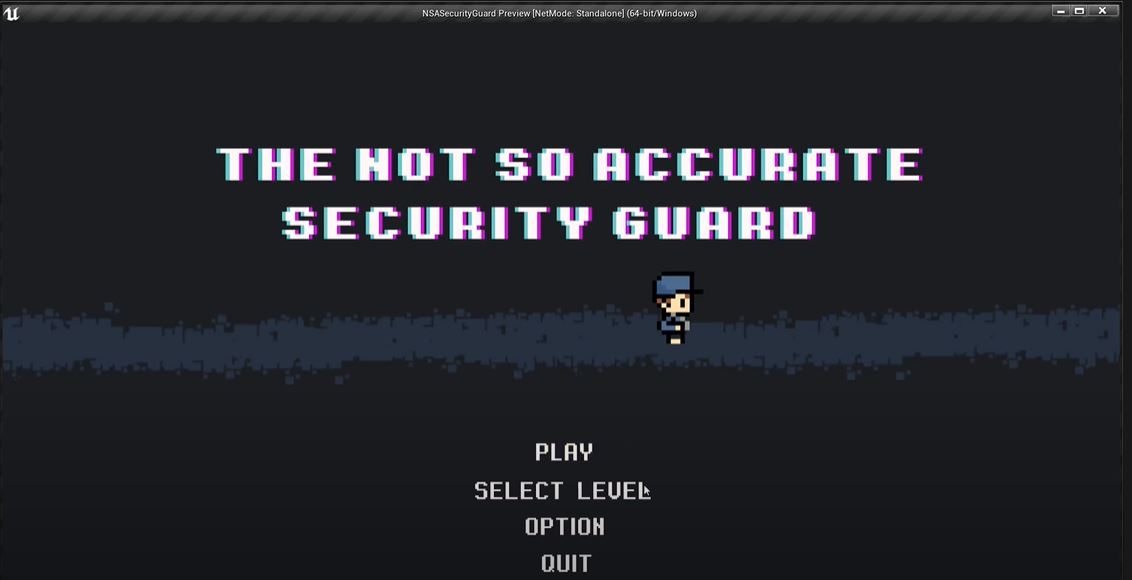 NSASecurityGuard Preview [NetMode: Standalone] (64-bit/Windows)
THE NOT SO ACCURATE
SECURITY GUARD
PLAY
SELECT LEVEL
OPTION
QUIT